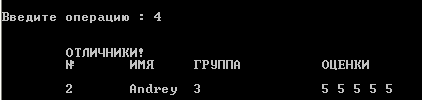 Введите операцию : 4
ОТЛИЧНИКИ!
№ ИМЯ ГРУППА ОЦЕНКИ
2 Andrey 3 5 5 5 5 5